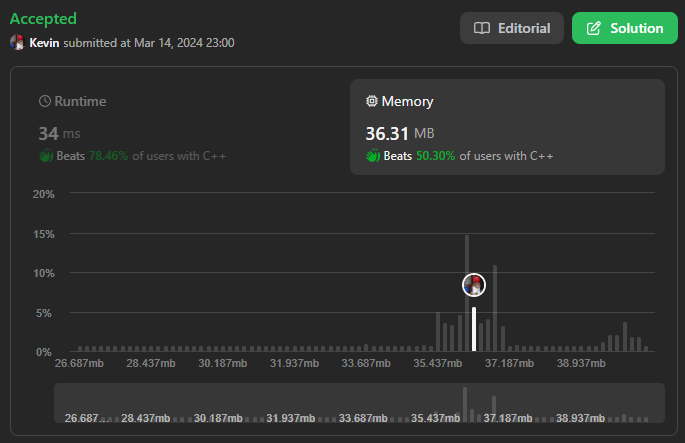 Accepted
Kevin submitted at Mar 14, 2024 23:00
Editorial
Solution
Runtime
34 ms
Beats 78.46% of users with C++
Memory
36.31 MB
Beats 50.30% of users with C++
20%
15%
10%
5%
0%
26.687mb 28.437mb 30.187mb 31.937mb 33.687mb 35.437mb 37.187mb 38.937mb
26.687... 28.437mb 30.187mb 31.937mb 33.687mb 35.437mb 37.187mb 38.937mb